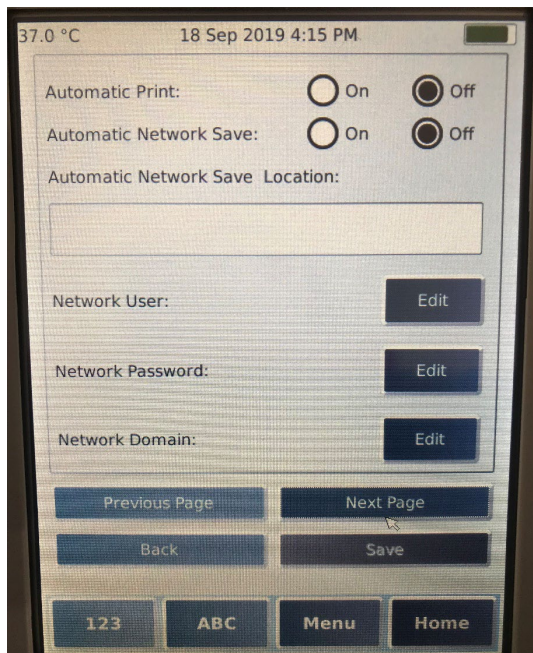 37.0 °C 18 Sep 2019 4:15 PM
Automatic Print: On Off
Automatic Network Save: On Off
Automatic Network Save Location:
Network User: Edit
Network Password: Edit
Network Domain: Edit
Previous Page Next Page
Back Save
123 ABC Menu Home